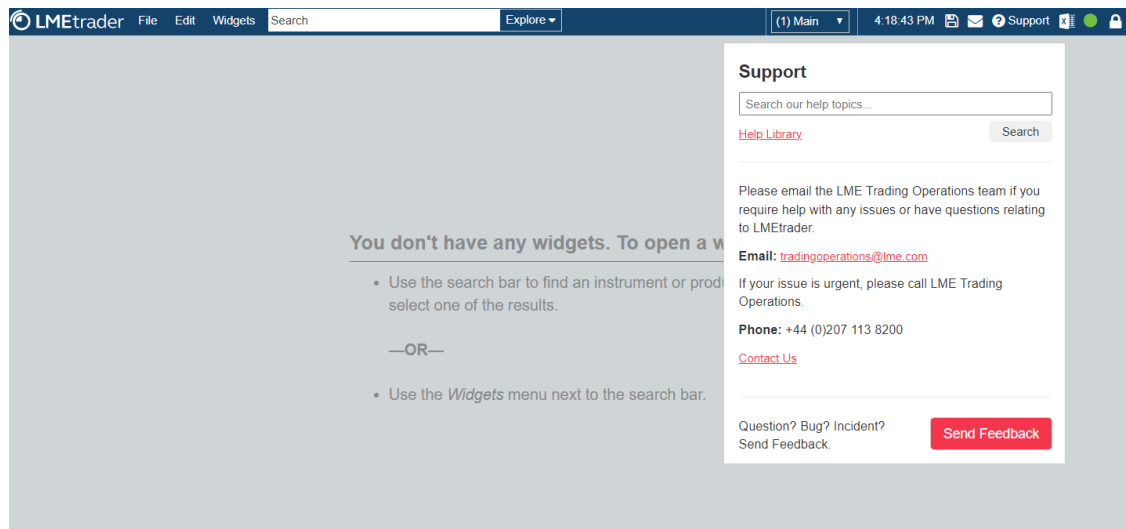 LMEtrader File Edit Widgets Search Explore (1) Main 4:18:43 PM Support
Support
Search our help topics...
Help Library Search
Please email the LME Trading Operations team if you
require help with any issues or have questions relating
to LMEtrader.
Email: tradingoperations@lme.com
If your issue is urgent, please call LME Trading
Operations.
Phone: +44 (0)207 113 8200
Contact Us
Question? Bug? Incident?
Send Feedback.
Send Feedback
You don't have any widgets. To open a w
• Use the search bar to find an instrument or produ
select one of the results.
—OR—
• Use the Widgets menu next to the search bar.